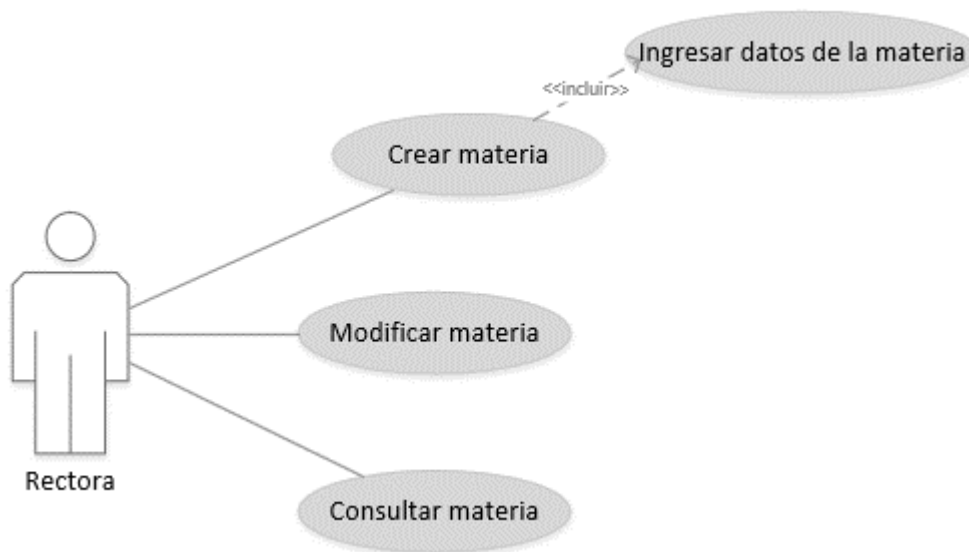 Ingresar datos de la materia
<<incluir>>
Crear materia
Modificar materia
Rectora
Consultar materia